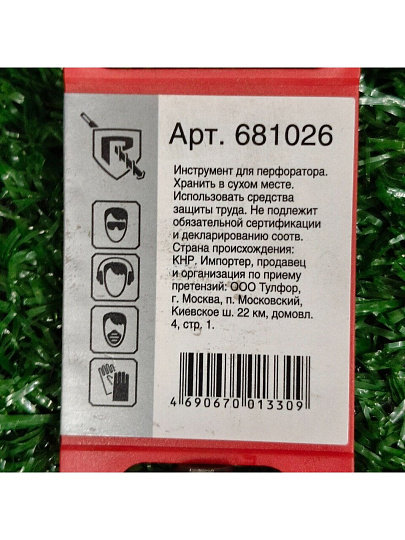 Арт. 681026
Инструмент для перфоратора.
Хранить в сухом месте.
Использовать средства
защиты труда. Не подлежит
обязательной сертификации
и декларированию соотв.
Страна происхождения:
КНР. Импортер, продавец
и организация по приему
претензий: ООО Тулфор,
г. Москва, п. Московский,
Киевское ш. 22 км, домовл.
4, стр. 1.
4 690670 013309